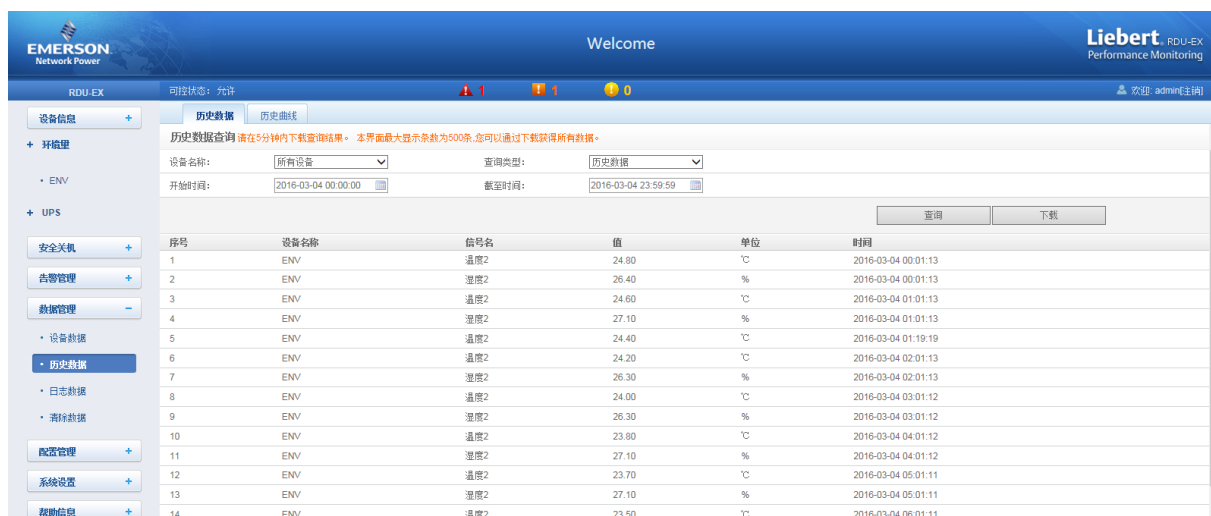 EMERSON
Network Power
Welcome
Liebert. RDU-EX
Performance Monitoring
RDU-EX
可控状态: 允许
1
1
0
欢迎: admin[注销]
设备信息 +
+ 环境量
• ENV
+ UPS
安全关机 +
告警管理 +
数据管理 −
• 设备数据
• 历史数据
• 日志数据
• 清除数据
配置管理 +
系统设置 +
帮助信息 +
历史数据 历史曲线
历史数据查询 请在5分钟内下载查询结果。 本界面最大显示条数为500条,您可以通过下载获得所有数据。
设备名称: 所有设备 查询类型: 历史数据
开始时间: 2016-03-04 00:00:00 截至时间: 2016-03-04 23:59:59
查询 下载
序号 设备名称 信号名 值 单位 时间
1 ENV 温度2 24.80 ℃ 2016-03-04 00:01:13
2 ENV 湿度2 26.40 % 2016-03-04 00:01:13
3 ENV 温度2 24.60 ℃ 2016-03-04 01:01:13
4 ENV 湿度2 27.10 % 2016-03-04 01:01:13
5 ENV 温度2 24.40 ℃ 2016-03-04 01:19:19
6 ENV 温度2 24.20 ℃ 2016-03-04 02:01:13
7 ENV 湿度2 26.30 % 2016-03-04 02:01:13
8 ENV 温度2 24.00 ℃ 2016-03-04 03:01:12
9 ENV 湿度2 26.30 % 2016-03-04 03:01:12
10 ENV 温度2 23.80 ℃ 2016-03-04 04:01:12
11 ENV 湿度2 27.10 % 2016-03-04 04:01:12
12 ENV 温度2 23.70 ℃ 2016-03-04 05:01:11
13 ENV 湿度2 27.10 % 2016-03-04 05:01:11
14 ENV 温度2 23.50 ℃ 2016-03-04 06:01:11